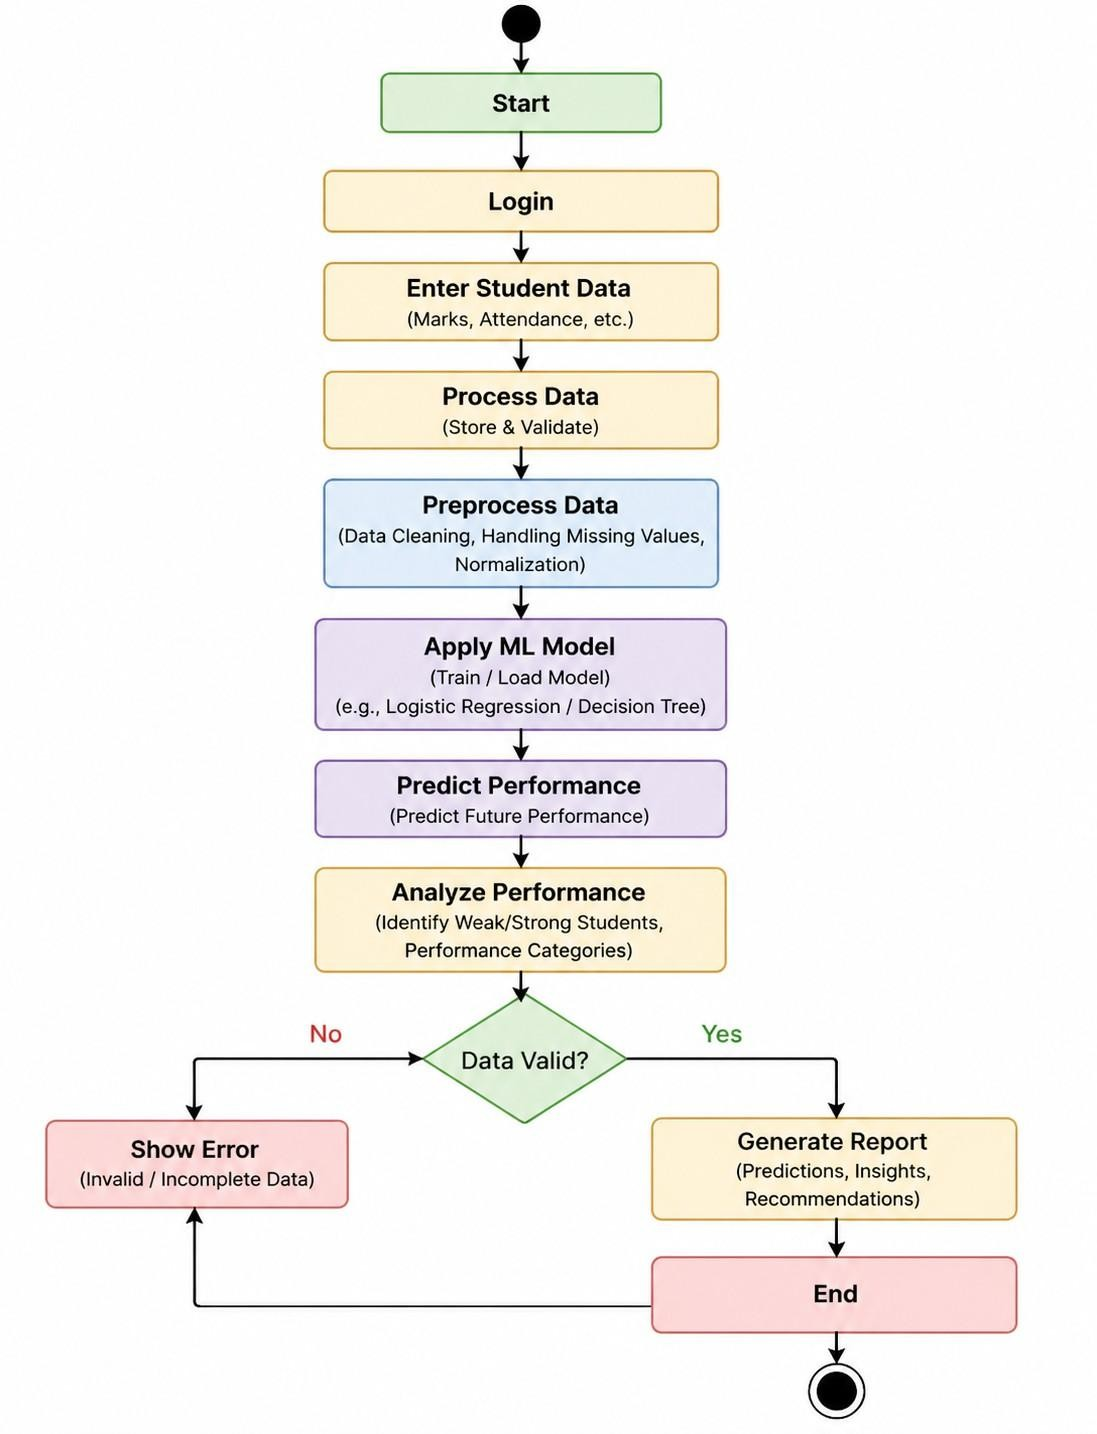 Start
Login
Enter Student Data
(Marks, Attendance, etc.)
Process Data
(Store & Validate)
Preprocess Data
(Data Cleaning, Handling Missing Values,
Normalization)
Apply ML Model
(Train / Load Model)
(e.g., Logistic Regression / Decision Tree)
Predict Performance
(Predict Future Performance)
Analyze Performance
(Identify Weak/Strong Students,
Performance Categories)
No
Yes
Data Valid?
Show Error
(Invalid / Incomplete Data)
Generate Report
(Predictions, Insights,
Recommendations)
End